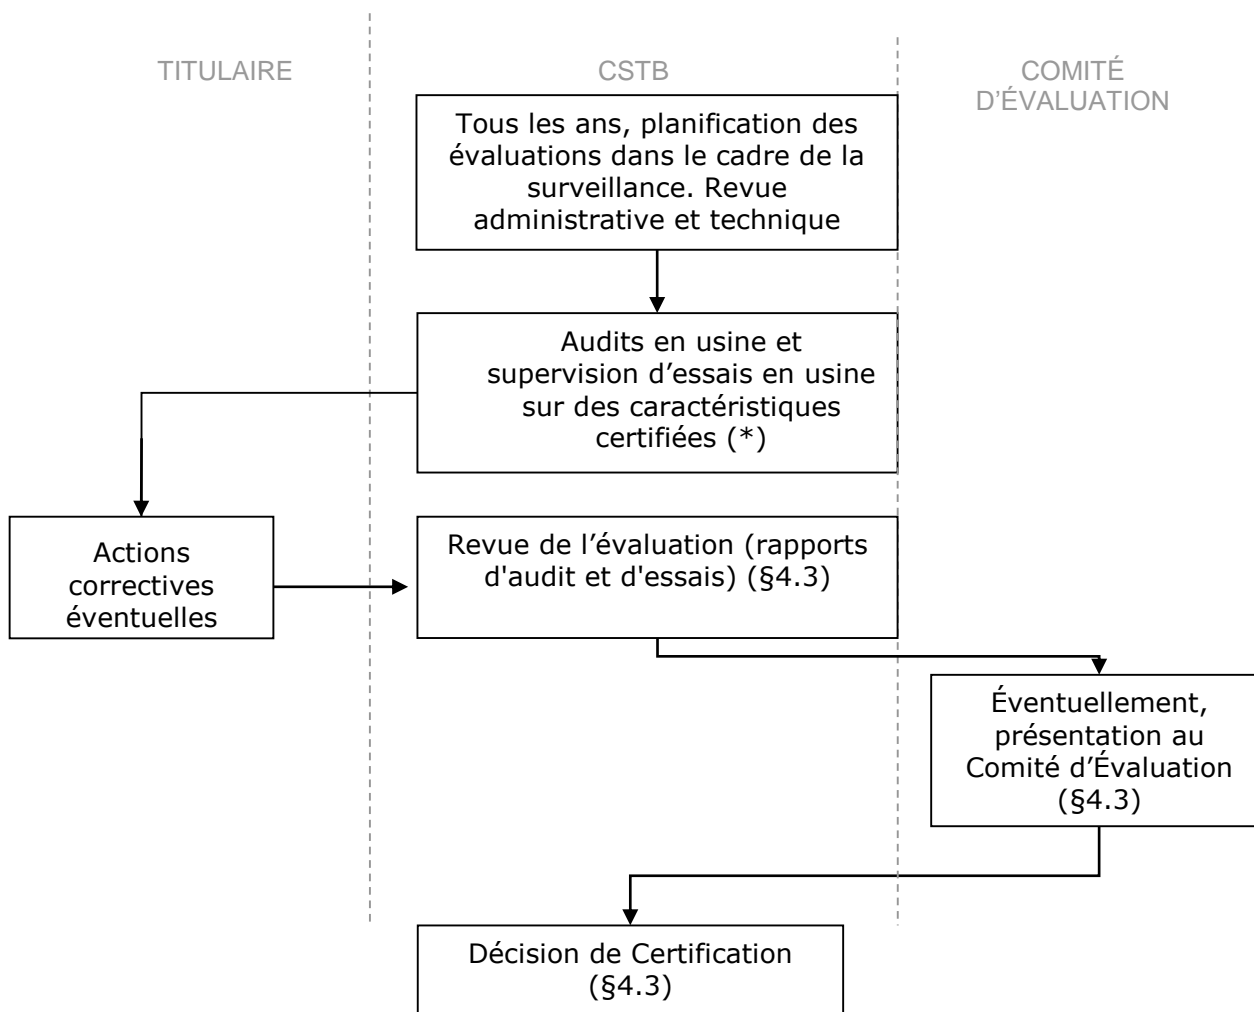 TITULAIRE
CSTB
COMITÉ
D'ÉVALUATION
Tous les ans, planification des
évaluations dans le cadre de la
surveillance. Revue
administrative et technique
Audits en usine et
supervision d’essais en usine
sur des caractéristiques
certifiées (*)
Actions
correctives
éventuelles
Revue de l’évaluation (rapports
d'audit et d'essais) (§4.3)
Éventuellement,
présentation au
Comité d’Évaluation
(§4.3)
Décision de Certification
(§4.3)